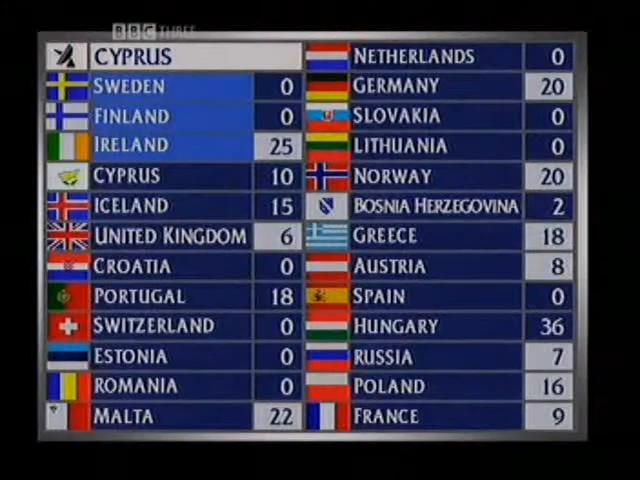 BBC THREE
CYPRUS
SWEDEN 0
FINLAND 0
IRELAND 25
CYPRUS 10
ICELAND 15
UNITED KINGDOM 6
CROATIA 0
PORTUGAL 18
SWITZERLAND 0
ESTONIA 0
ROMANIA 0
MALTA 22
NETHERLANDS 0
GERMANY 20
SLOVAKIA 0
LITHUANIA 0
NORWAY 20
BOSNIA HERZEGOVINA 2
GREECE 18
AUSTRIA 8
SPAIN 0
HUNGARY 36
RUSSIA 7
POLAND 16
FRANCE 9